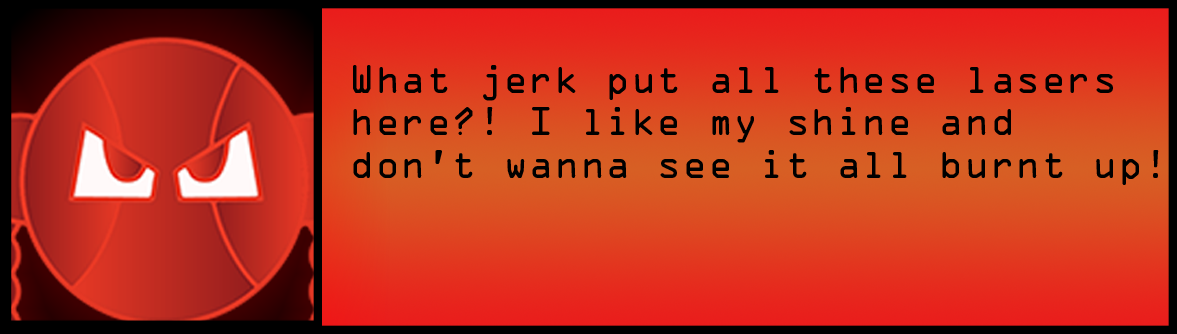 What jerk put all these lasers
here?! I like my shine and
don't wanna see it all burnt up!